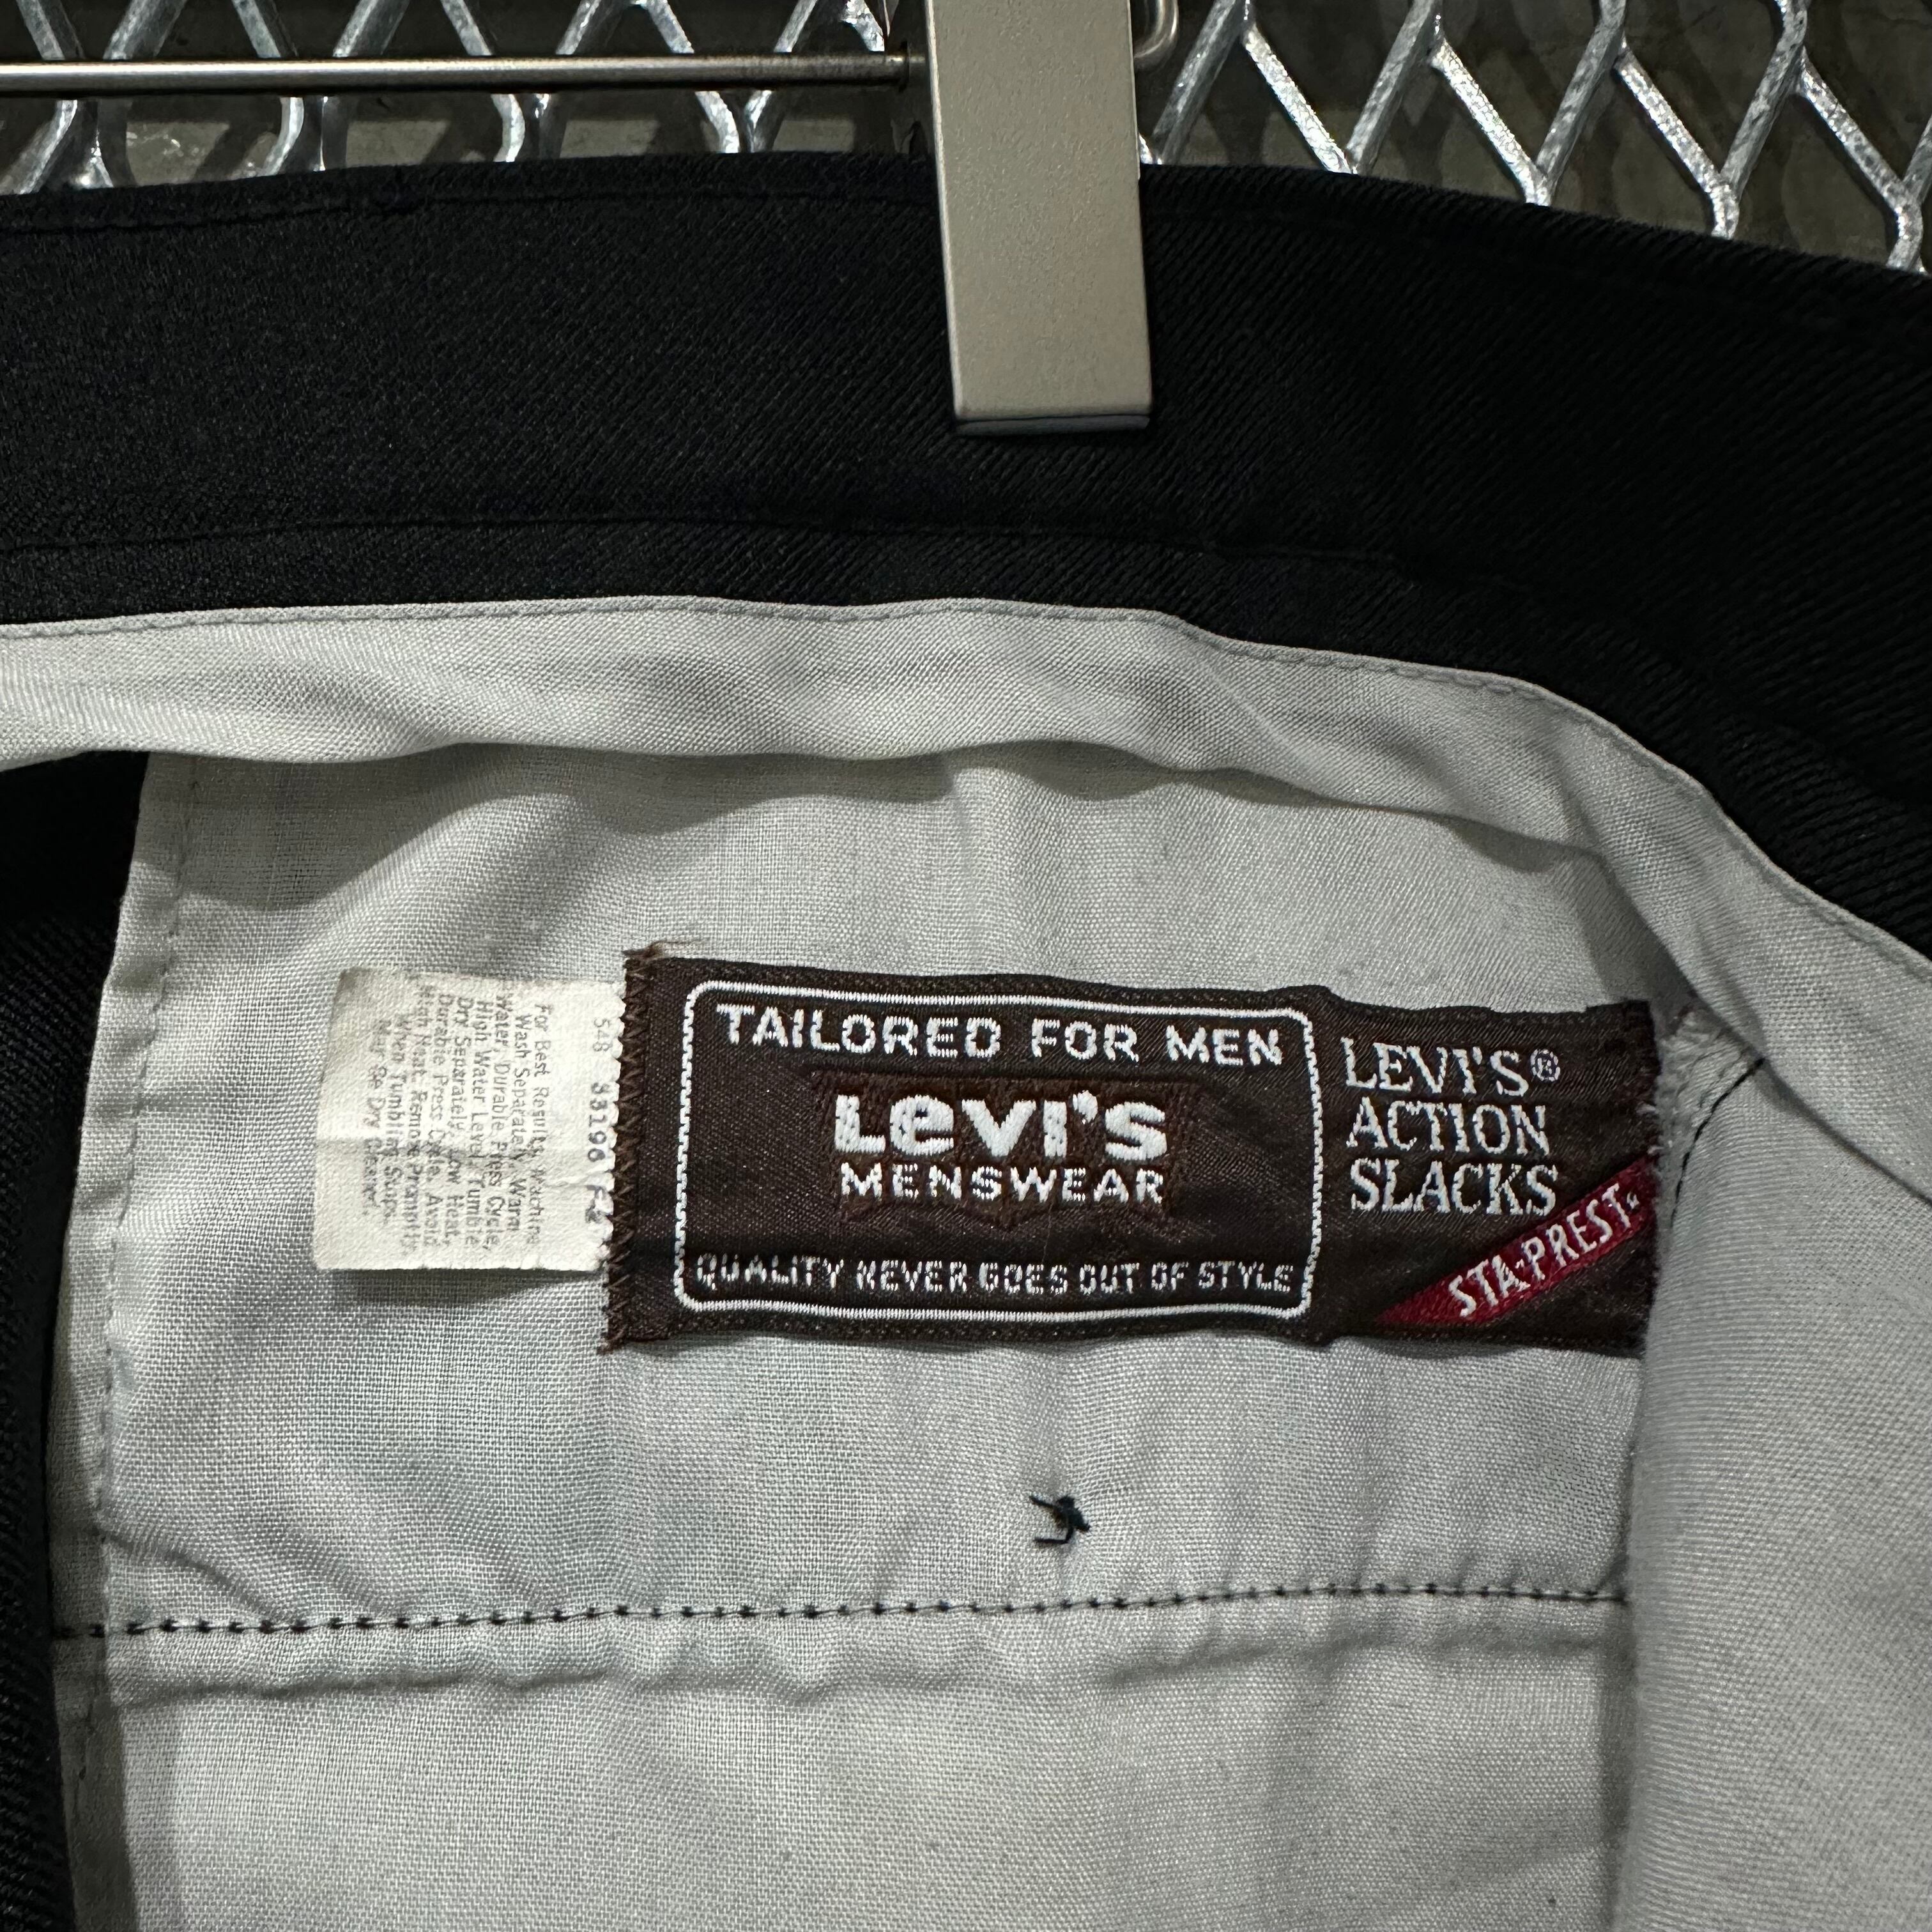 TAILORED FOR MEN
Levi's
MENSWEAR
QUALITY NEVER GOES OUT OF STYLE
LEVI'S®
ACTION
SLACKS
STA-PREST
548 33198
For Best Results, Machine
Wash Separately, Warm
Water, Durable Press Cycle,
High Water Level, Tumble
Dry Separately, Low Heat,
Durable Press Cycle. Avoid
High Heat. Remove Promptly
When Tumbling Stops.
May Be Dry Cleaned.